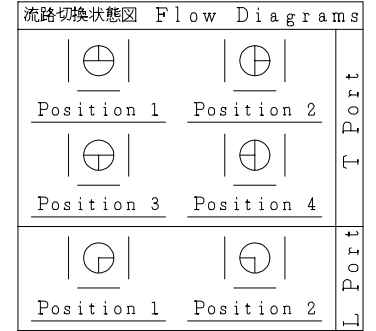 流路切換状態図 Flow Diagrams
Position 1 Position 2
Position 3 Position 4
T Port
Position 1 Position 2
L Port